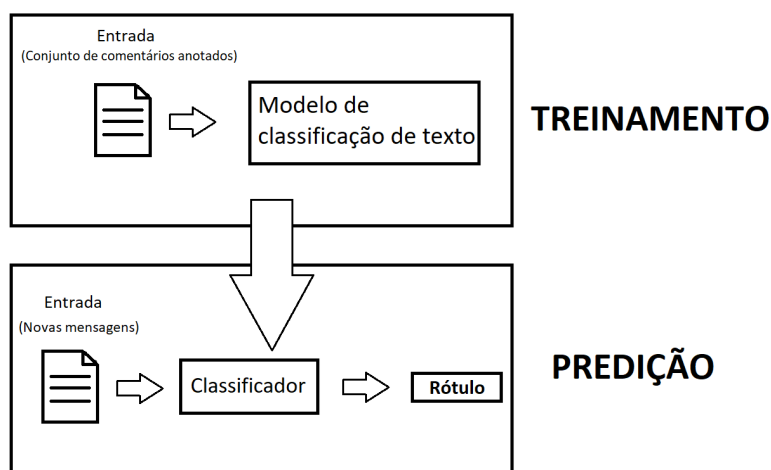 Entrada
(Conjunto de comentários anotados)
Modelo de
classificação de texto
TREINAMENTO
Entrada
(Novas mensagens)
Classificador
Rótulo
PREDIÇÃO